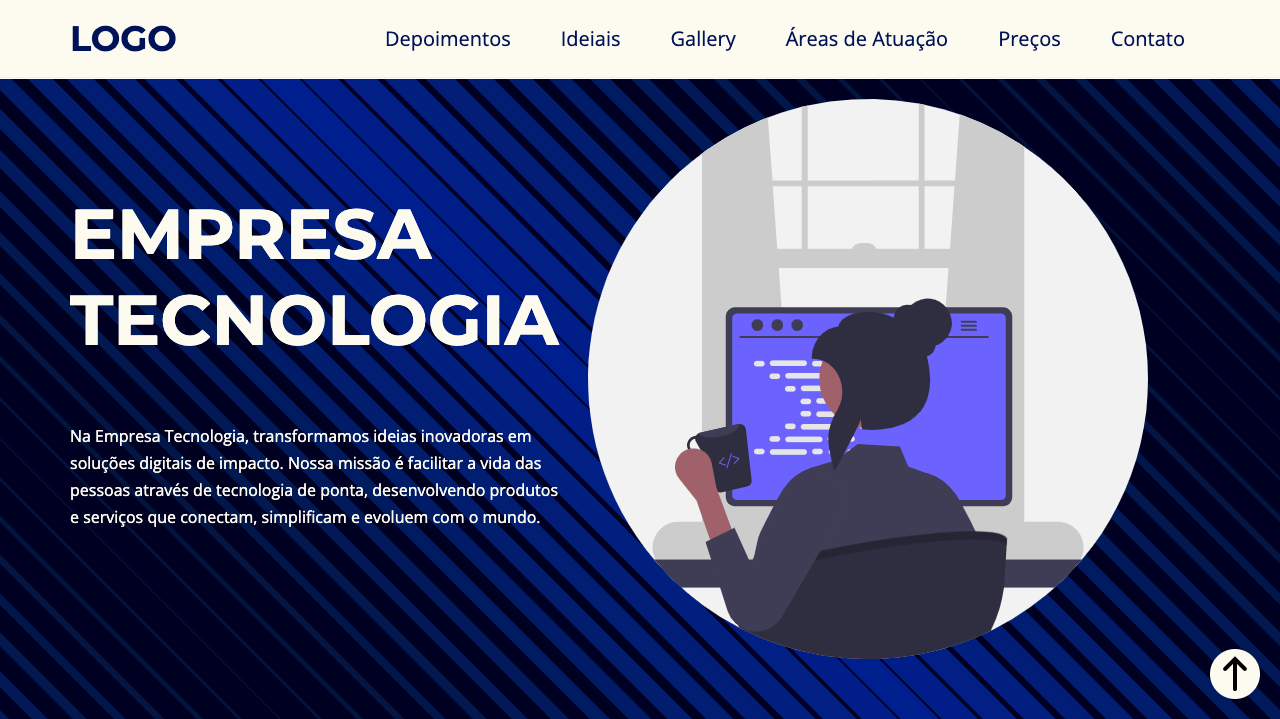 LOGO
Depoimentos Ideiais Gallery Áreas de Atuação Preços Contato
EMPRESA
TECNOLOGIA
Na Empresa Tecnologia, transformamos ideias inovadoras em
soluções digitais de impacto. Nossa missão é facilitar a vida das
pessoas através de tecnologia de ponta, desenvolvendo produtos
e serviços que conectam, simplificam e evoluem com o mundo.
</>